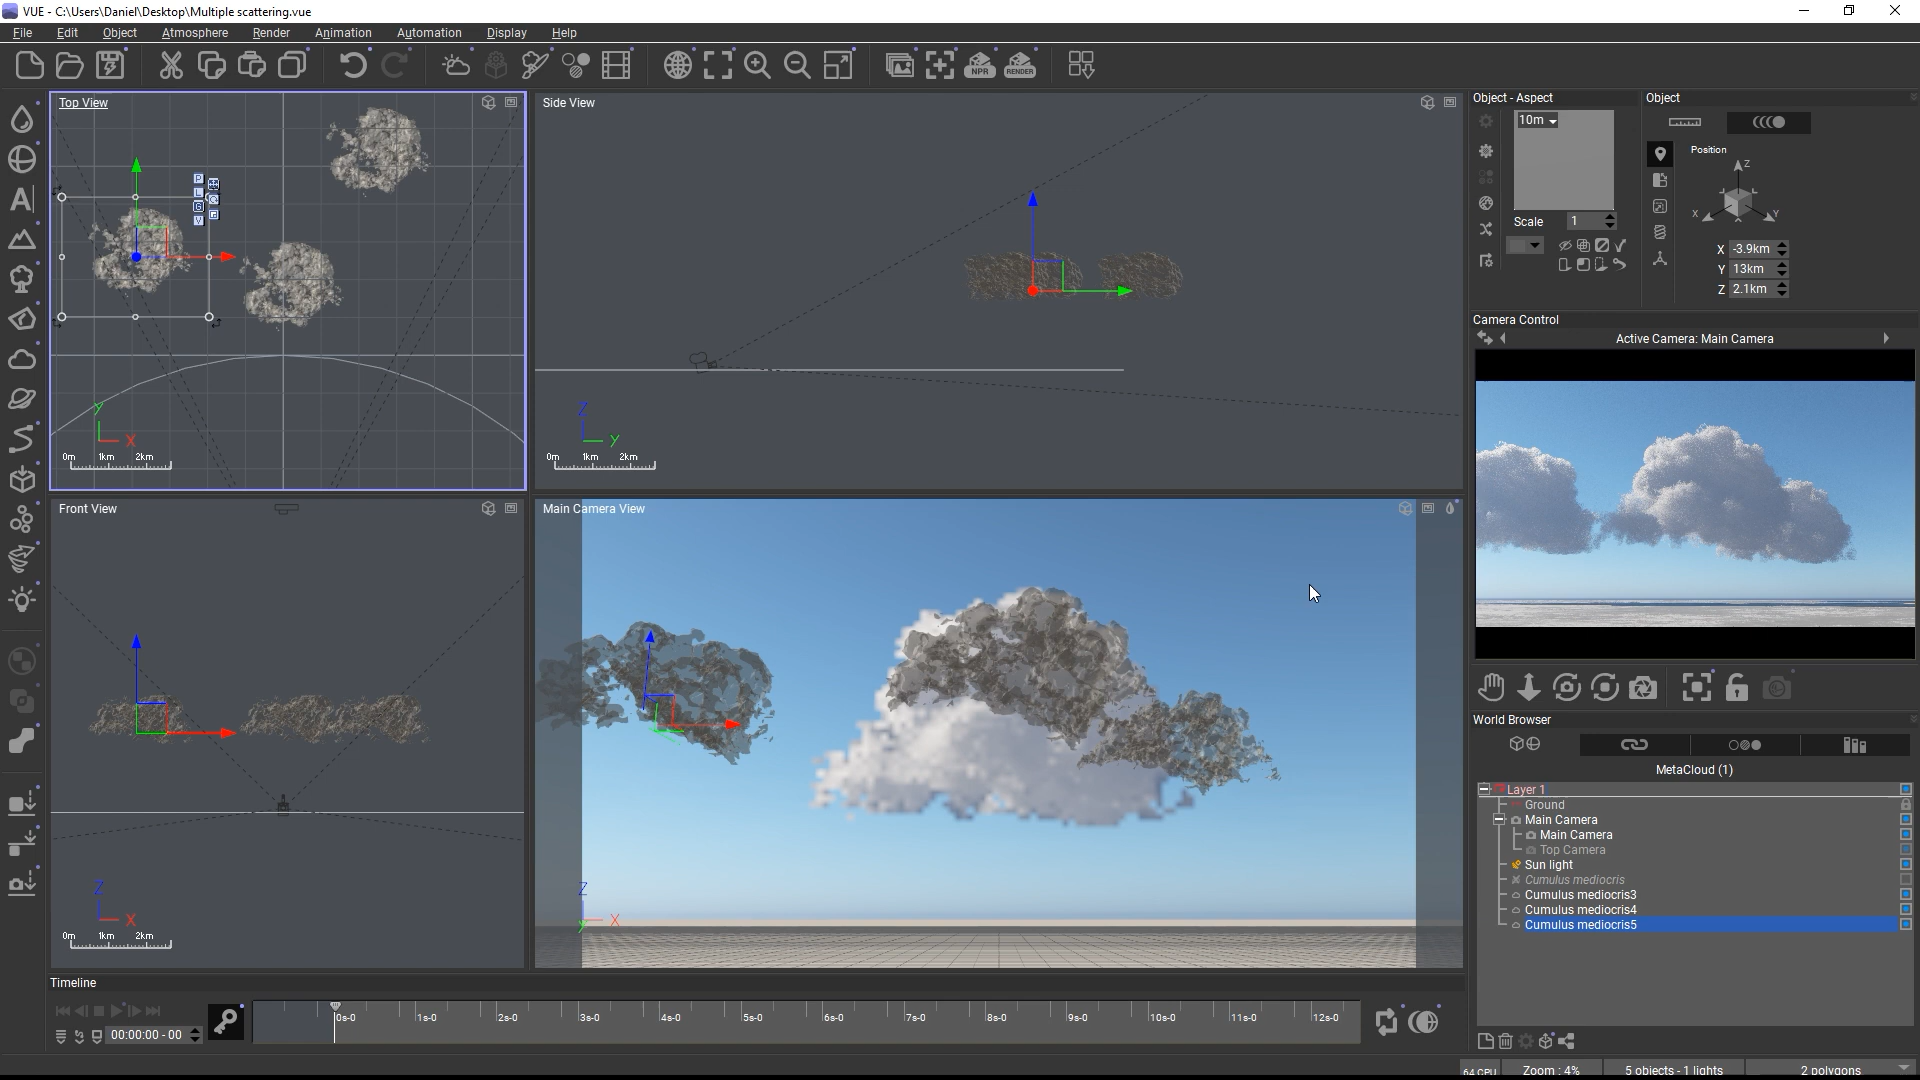 VUE - C:\Users\Daniel\Desktop\Multiple scattering.vue
File Edit Object Atmosphere Render Animation Automation Display Help
NPR RENDER
Top View
Side View
Object - Aspect
Object
10m
Position
Z
X
Y
Scale 1
X -3.9km
Y 13km
Z 2.1km
P
L
G
V
Y
X
0m 1km 2km
Z
Y
0m 1km 2km
Camera Control
Active Camera: Main Camera
Front View
Main Camera View
Z
X
0m 1km 2km
Z
Y
X
World Browser
MetaCloud (1)
Layer 1
Ground
Main Camera
Main Camera
Top Camera
Sun light
Cumulus mediocris
Cumulus mediocris3
Cumulus mediocris4
Cumulus mediocris5
Timeline
00:00:00 - 00
0s-0 1s-0 2s-0 3s-0 4s-0 5s-0 6s-0 7s-0 8s-0 9s-0 10s-0 11s-0 12s-0
64 CPU
Zoom : 4%
5 objects - 1 lights
2 polygons